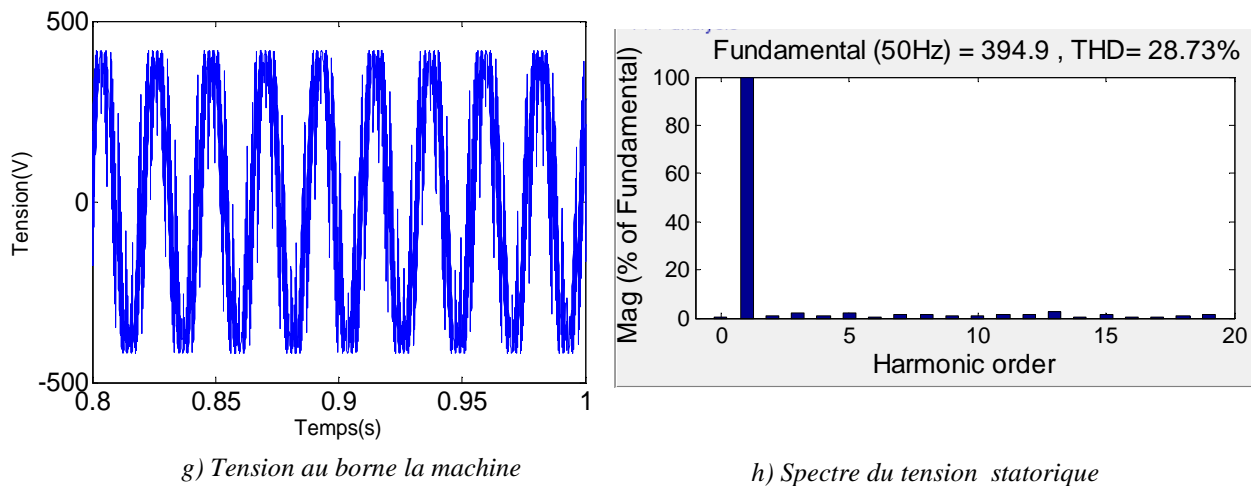 500
0
-500
Tension(V)
0.8 0.85 0.9 0.95 1
Temps(s)
g) Tension au borne la machine
Fundamental (50Hz) = 394.9 , THD= 28.73%
100
80
60
40
20
0
Mag (% of Fundamental)
0 5 10 15 20
Harmonic order
h) Spectre du tension statorique